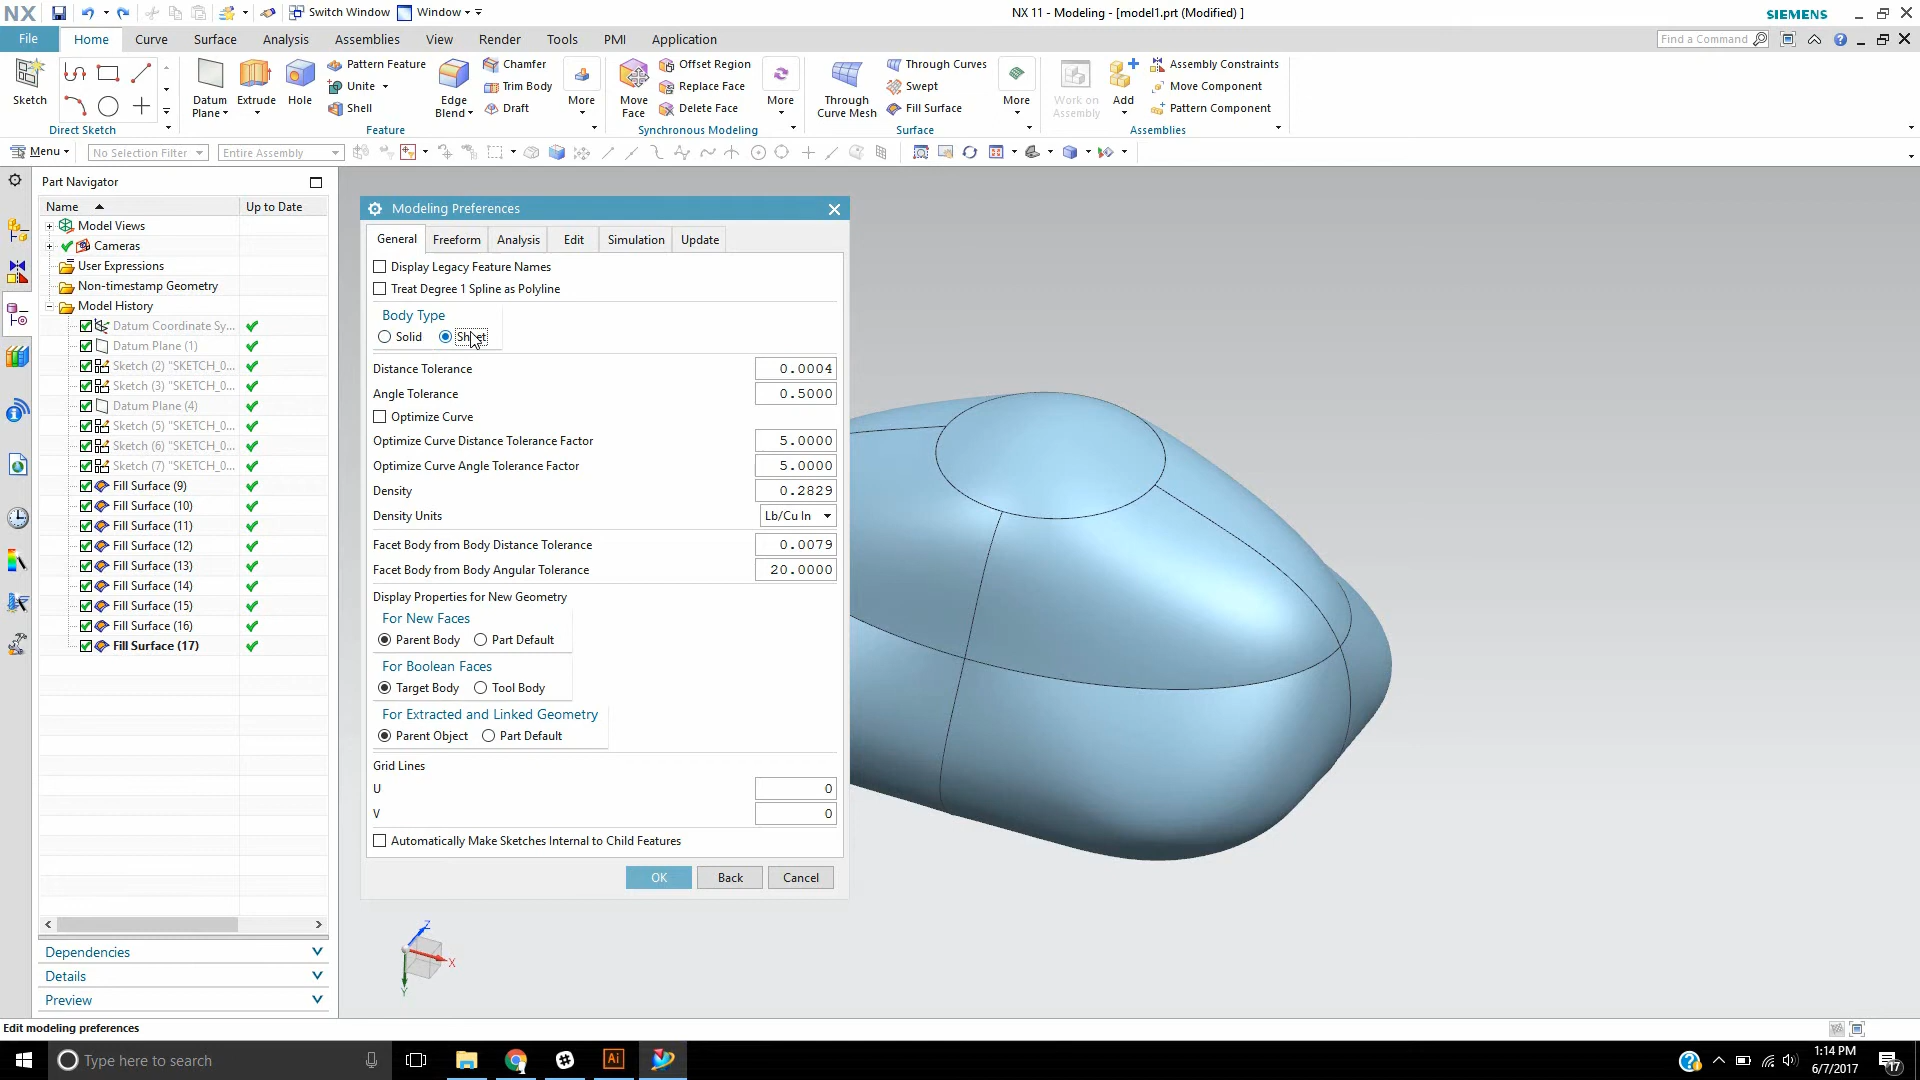 NX
Switch Window
Window
NX 11 - Modeling - [model1.prt (Modified) ]
SIEMENS
File
Home
Curve
Surface
Analysis
Assemblies
View
Render
Tools
PMI
Application
Find a Command
Sketch
Direct Sketch
Datum
Plane
Extrude
Hole
Pattern Feature
Unite
Shell
Edge
Blend
Chamfer
Trim Body
Draft
More
Feature
Move
Face
Offset Region
Replace Face
Delete Face
More
Synchronous Modeling
Through
Curve Mesh
Through Curves
Swept
Fill Surface
More
Surface
Work on
Assembly
Add
Assembly Constraints
Move Component
Pattern Component
Assemblies
Menu
No Selection Filter
Entire Assembly
Part Navigator
Name
Up to Date
Model Views
Cameras
User Expressions
Non-timestamp Geometry
Model History
Datum Coordinate Sy...
Datum Plane (1)
Sketch (2) "SKETCH_0...
Sketch (3) "SKETCH_0...
Datum Plane (4)
Sketch (5) "SKETCH_0...
Sketch (6) "SKETCH_0...
Sketch (7) "SKETCH_0...
Fill Surface (9)
Fill Surface (10)
Fill Surface (11)
Fill Surface (12)
Fill Surface (13)
Fill Surface (14)
Fill Surface (15)
Fill Surface (16)
Fill Surface (17)
Dependencies
Details
Preview
Modeling Preferences
General
Freeform
Analysis
Edit
Simulation
Update
Display Legacy Feature Names
Treat Degree 1 Spline as Polyline
Body Type
Solid
Sheet
Distance Tolerance 0.0004
Angle Tolerance 0.5000
Optimize Curve
Optimize Curve Distance Tolerance Factor 5.0000
Optimize Curve Angle Tolerance Factor 5.0000
Density 0.2829
Density Units Lb/Cu In
Facet Body from Body Distance Tolerance 0.0079
Facet Body from Body Angular Tolerance 20.0000
Display Properties for New Geometry
For New Faces
Parent Body Part Default
For Boolean Faces
Target Body Tool Body
For Extracted and Linked Geometry
Parent Object Part Default
Grid Lines
U 0
V 0
Automatically Make Sketches Internal to Child Features
OK
Back
Cancel
Z
X
Y
Edit modeling preferences
Type here to search
Ai
1:14 PM
6/7/2017
17